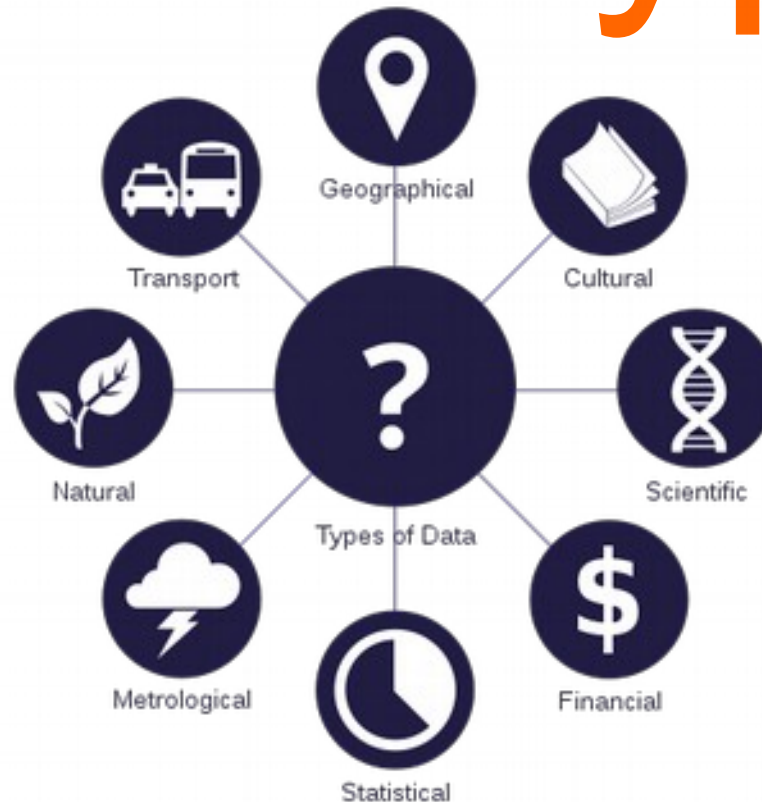 Geographical
Transport
Cultural
?
Natural
Scientific
Types of Data
$
Metrological
Financial
Statistical